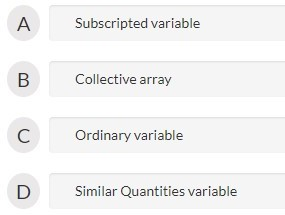 A Subscripted variable
B Collective array
C Ordinary variable
D Similar Quantities variable